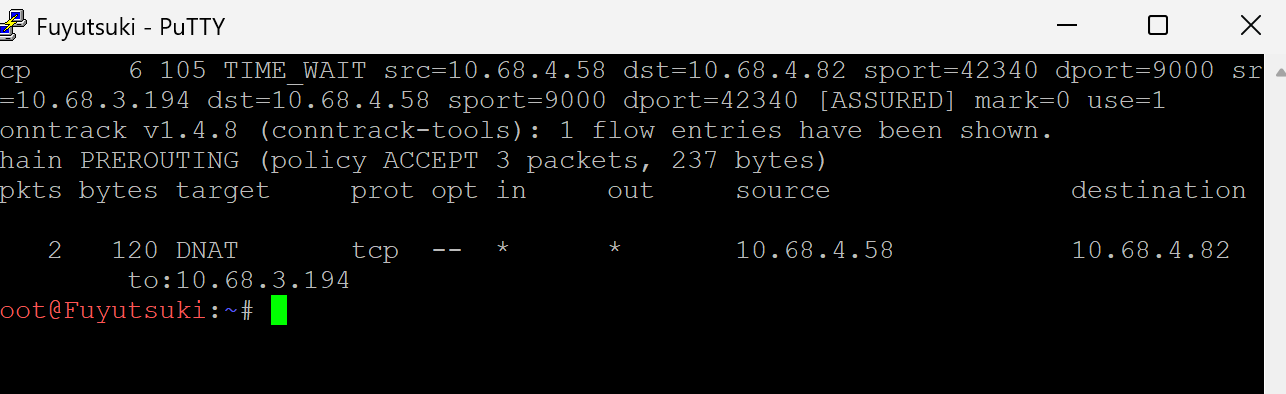 Fuyutsuki - PuTTY
cp 6 105 TIME_WAIT src=10.68.4.58 dst=10.68.4.82 sport=42340 dport=9000 sr
=10.68.3.194 dst=10.68.4.58 sport=9000 dport=42340 [ASSURED] mark=0 use=1
onntrack v1.4.8 (conntrack-tools): 1 flow entries have been shown.
hain PREROUTING (policy ACCEPT 3 packets, 237 bytes)
pkts bytes target prot opt in out source destination
2 120 DNAT tcp -- * * 10.68.4.58 10.68.4.82
to:10.68.3.194
oot@Fuyutsuki:~#